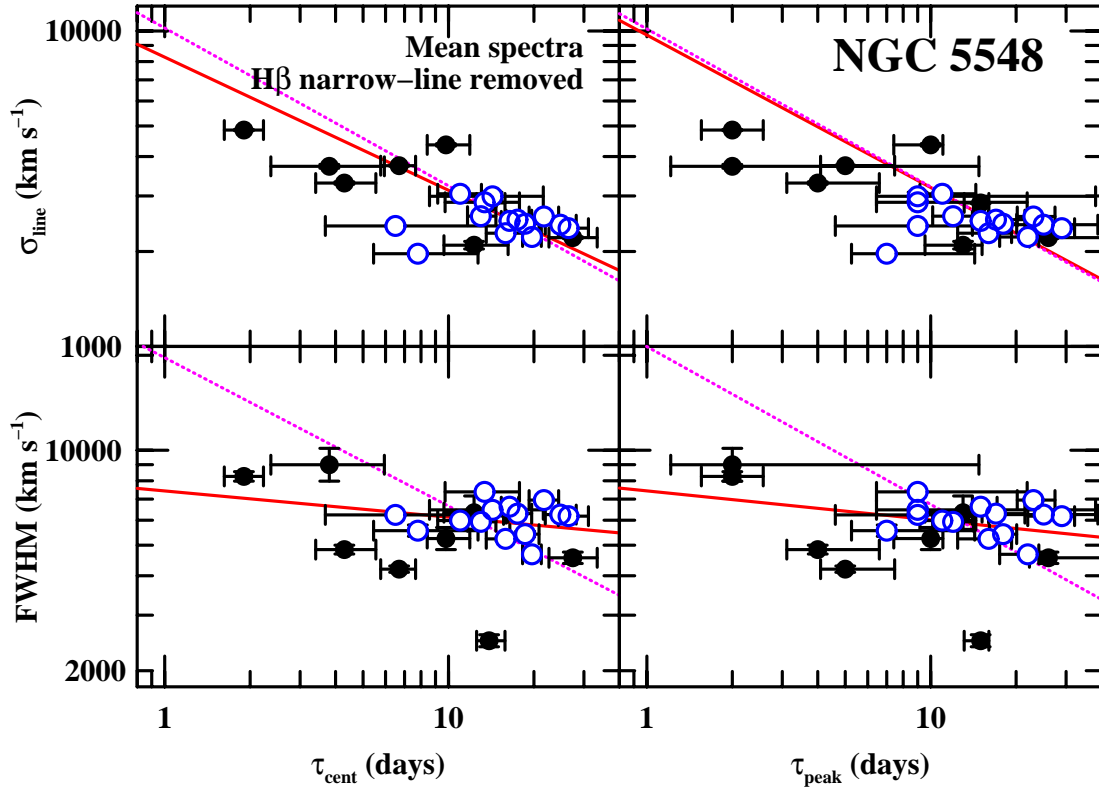 10000
Mean spectra
Hβ narrow−line removed
NGC 5548
σline (km s−1)
1000
10000
FWHM (km s−1)
2000
1
10
1
10
τcent (days)
τpeak (days)